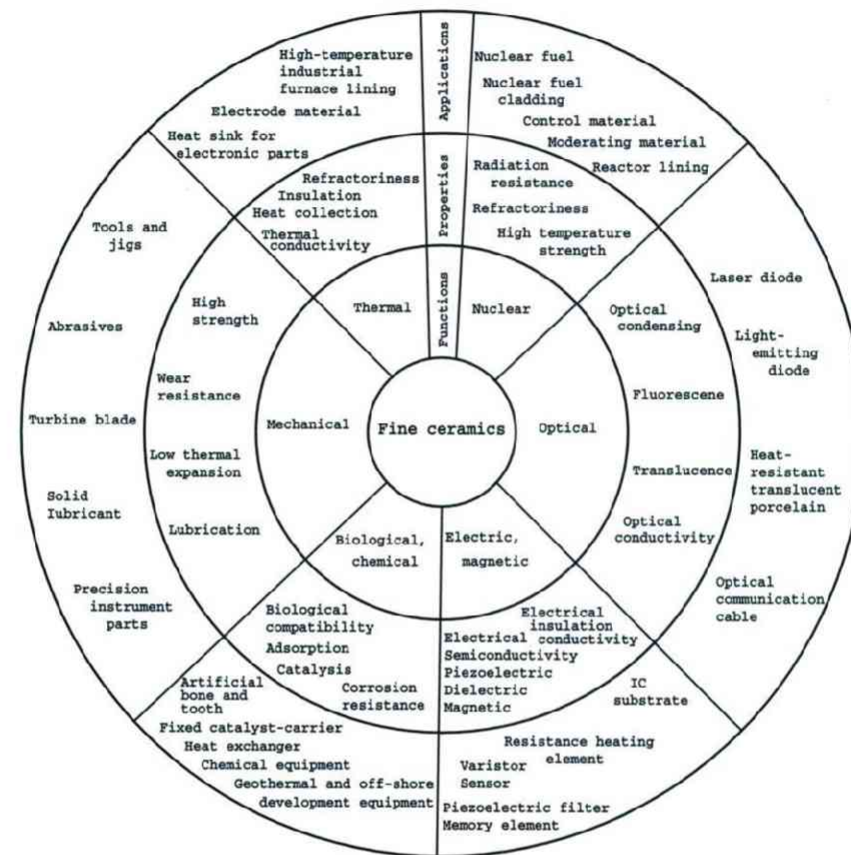 Applications
Properties
Functions
Fine ceramics
Thermal
Refractoriness
Insulation
Heat collection
Thermal
conductivity
High-temperature
industrial
furnace lining
Electrode material
Heat sink for
electronic parts
Nuclear
Radiation
resistance
Refractoriness
High temperature
strength
Nuclear fuel
Nuclear fuel
cladding
Control material
Moderating material
Reactor lining
Optical
Optical
condensing
Fluorescene
Translucence
Optical
conductivity
Laser diode
Light-
emitting
diode
Heat-
resistant
translucent
porcelain
Optical
communication
cable
Electric,
magnetic
Electrical
insulation
Electrical conductivity
Semiconductivity
Piezoelectric
Dielectric
Magnetic
IC
substrate
Resistance heating
element
Varistor
Sensor
Piezoelectric filter
Memory element
Biological,
chemical
Biological
compatibility
Adsorption
Catalysis
Corrosion
resistance
Artificial
bone and
tooth
Fixed catalyst-carrier
Heat exchanger
Chemical equipment
Geothermal and off-shore
development equipment
Mechanical
High
strength
Wear
resistance
Low thermal
expansion
Lubrication
Tools and
jigs
Abrasives
Turbine blade
Solid
Iubricant
Precision
instrument
parts